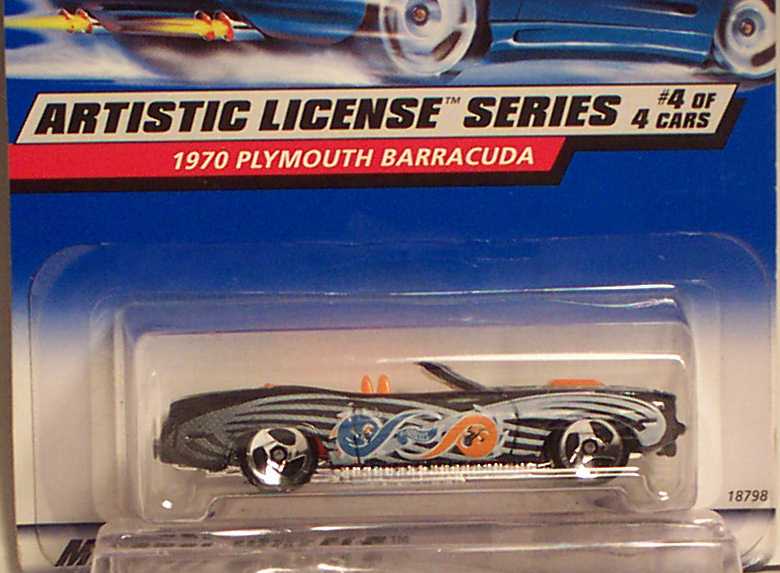 ARTISTIC LICENSE™ SERIES #4 OF 4 CARS
1970 PLYMOUTH BARRACUDA
18798